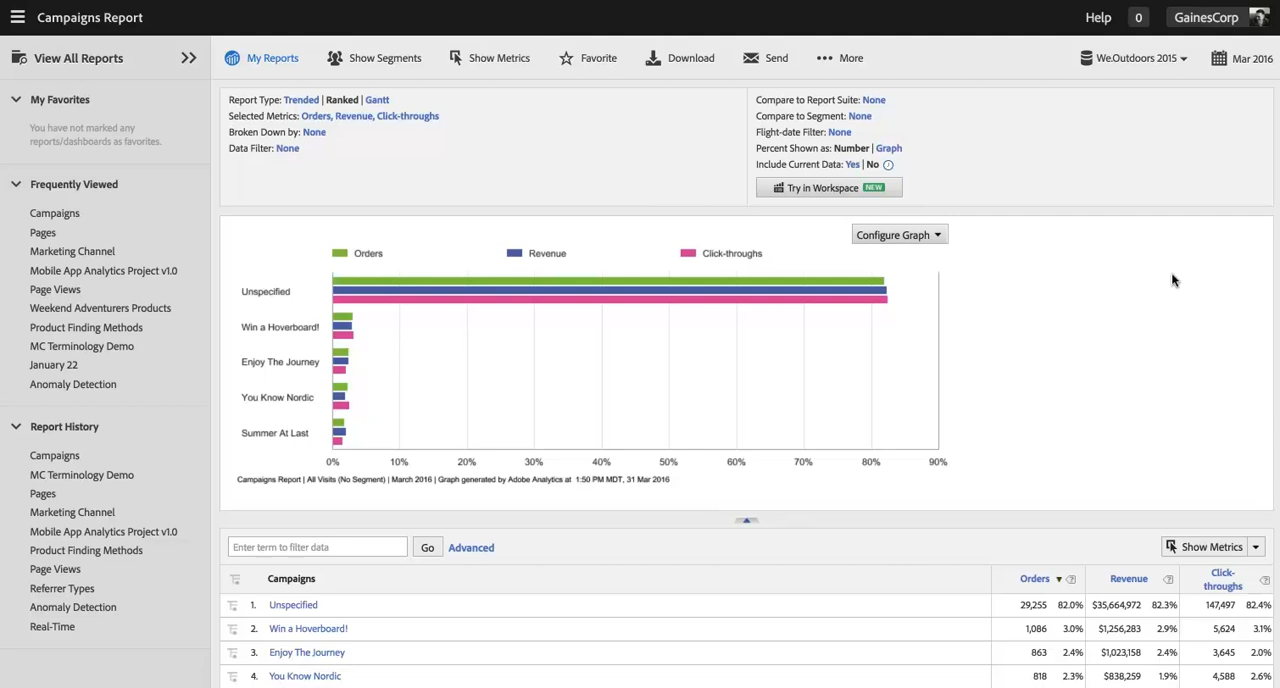 Campaigns Report
Help 0 GainesCorp
View All Reports
My Reports Show Segments Show Metrics Favorite Download Send More We.Outdoors 2015 Mar 2016
My Favorites
You have not marked any
reports/dashboards as favorites.
Frequently Viewed
Campaigns
Pages
Marketing Channel
Mobile App Analytics Project v1.0
Page Views
Weekend Adventurers Products
Product Finding Methods
MC Terminology Demo
January 22
Anomaly Detection
Report History
Campaigns
MC Terminology Demo
Pages
Marketing Channel
Mobile App Analytics Project v1.0
Product Finding Methods
Page Views
Referrer Types
Anomaly Detection
Real-Time
Report Type: Trended | Ranked | Gantt
Selected Metrics: Orders, Revenue, Click-throughs
Broken Down by: None
Data Filter: None
Compare to Report Suite: None
Compare to Segment: None
Flight-date Filter: None
Percent Shown as: Number | Graph
Include Current Data: Yes | No
Try in Workspace NEW
Configure Graph
Orders Revenue Click-throughs
Unspecified
Win a Hoverboard!
Enjoy The Journey
You Know Nordic
Summer At Last
0% 10% 20% 30% 40% 50% 60% 70% 80% 90%
Campaigns Report | All Visits (No Segment) | March 2016 | Graph generated by Adobe Analytics at 1:50 PM MDT, 31 Mar 2016
Enter term to filter data Go Advanced Show Metrics
Campaigns Orders Revenue Click-
throughs
1. Unspecified 29,255 82.0% $35,664,972 82.3% 147,497 82.4%
2. Win a Hoverboard! 1,086 3.0% $1,256,283 2.9% 5,624 3.1%
3. Enjoy The Journey 863 2.4% $1,023,158 2.4% 3,645 2.0%
4. You Know Nordic 818 2.3% $838,259 1.9% 4,588 2.6%